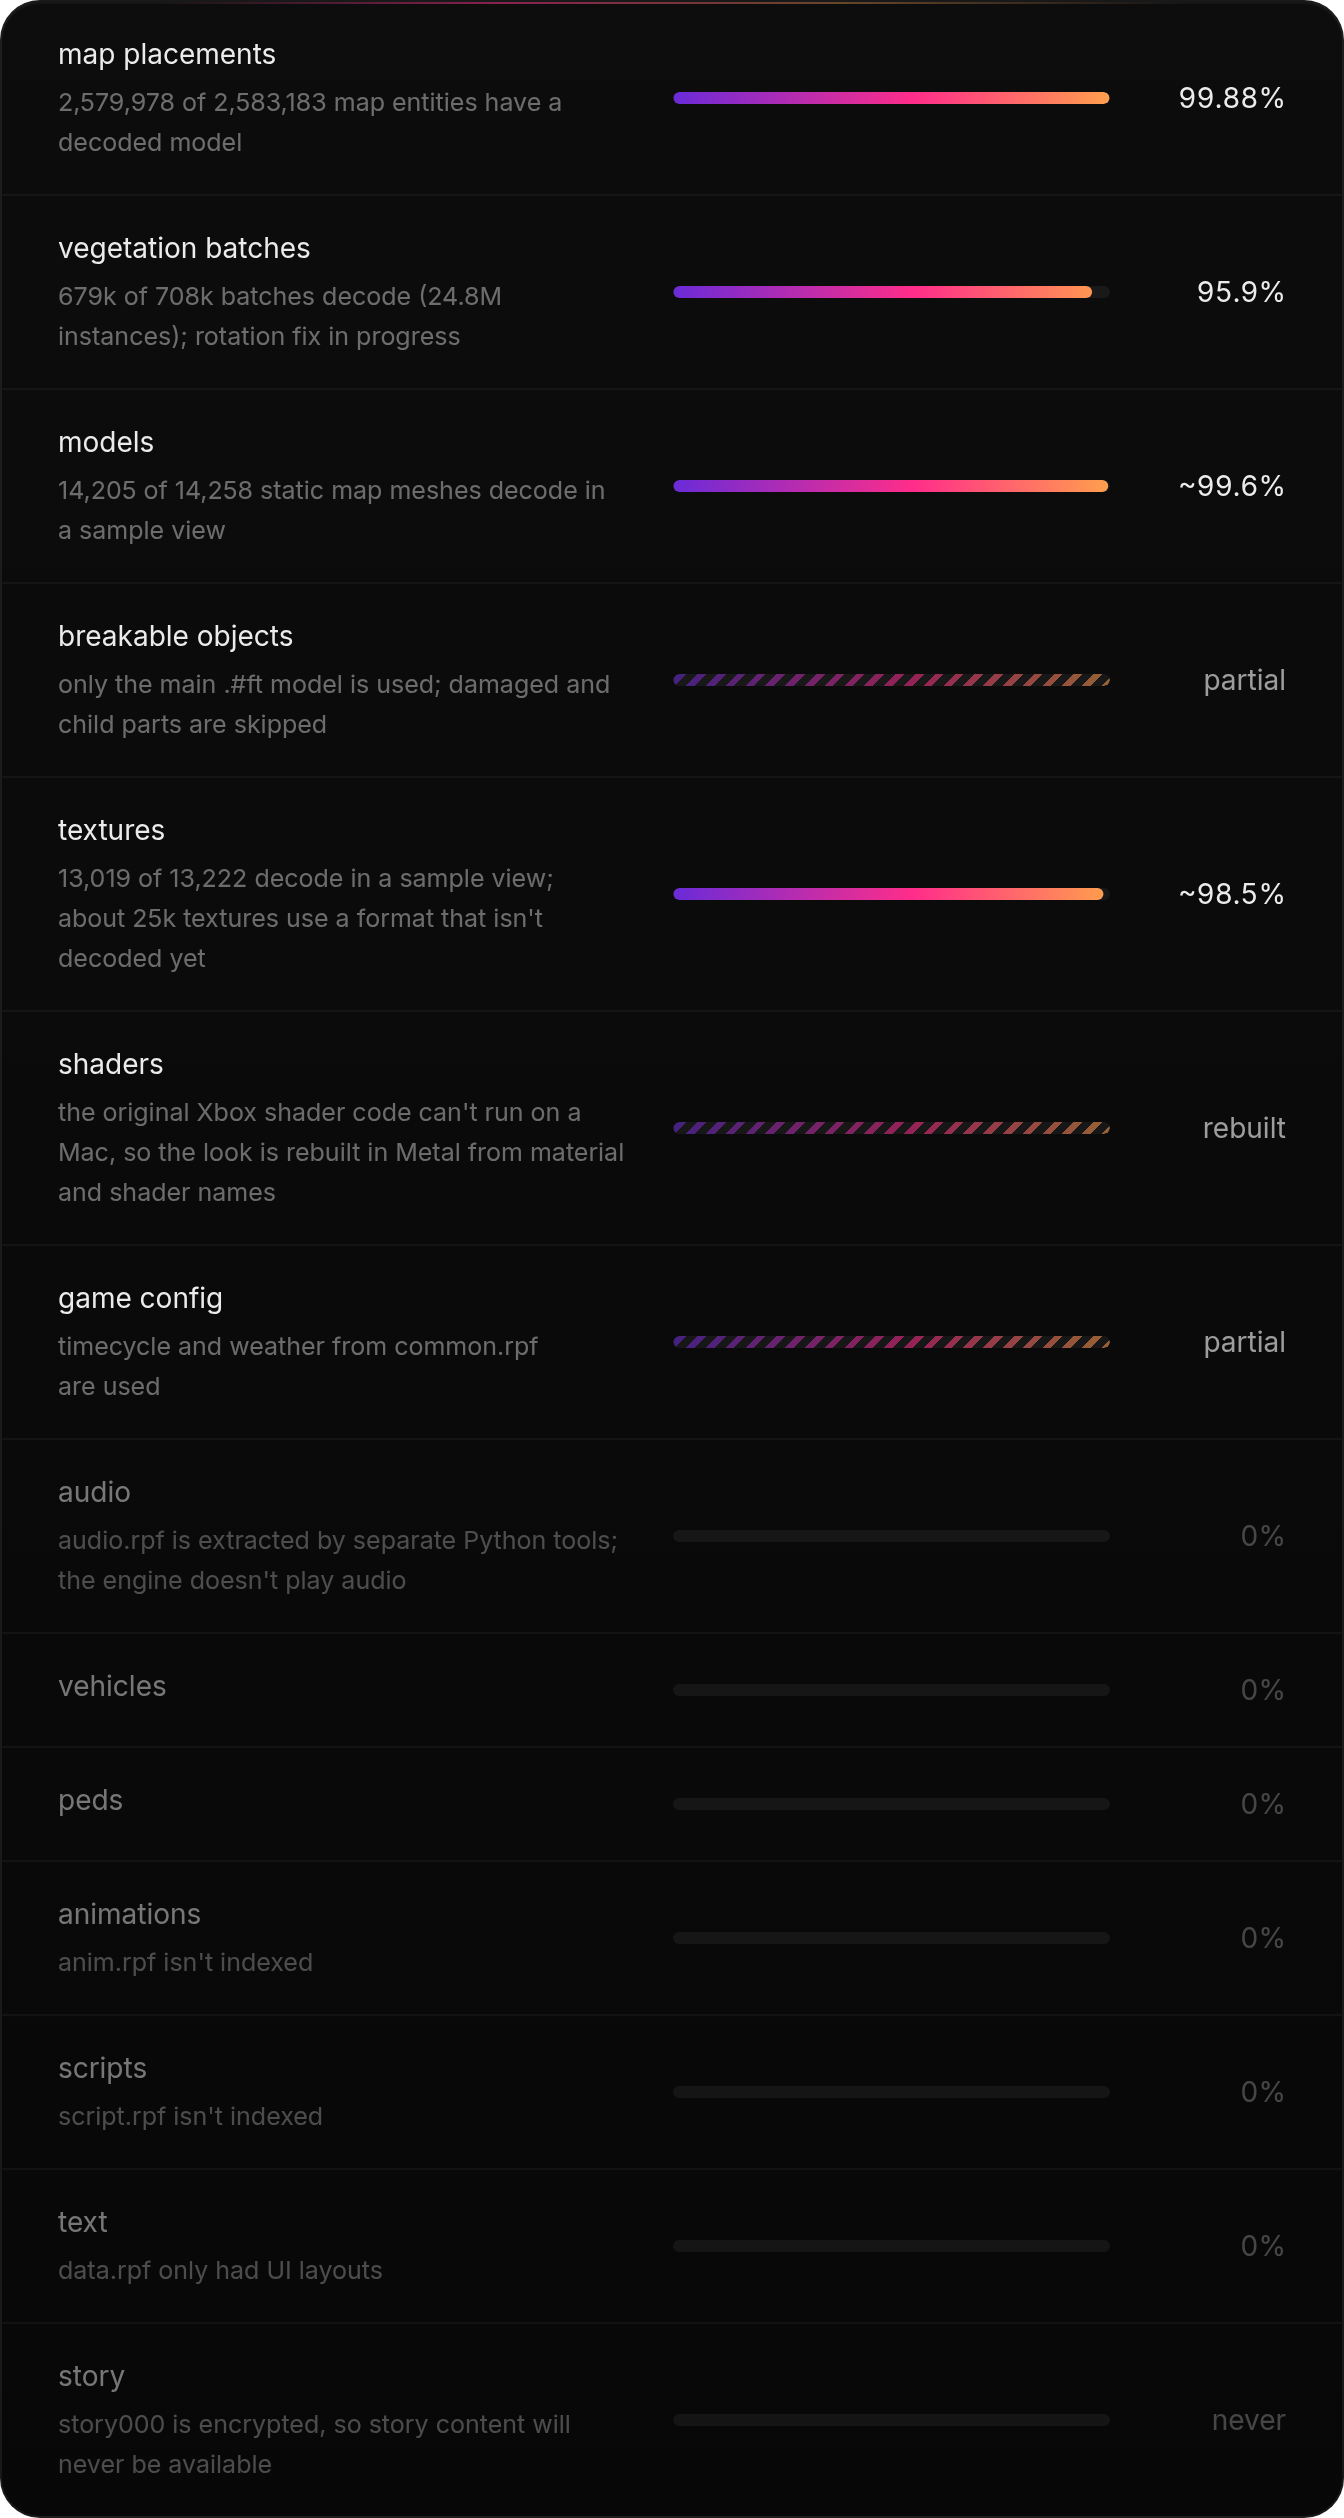 map placements
2,579,978 of 2,583,183 map entities have a
decoded model
99.88%
vegetation batches
679k of 708k batches decode (24.8M
instances); rotation fix in progress
95.9%
models
14,205 of 14,258 static map meshes decode in
a sample view
~99.6%
breakable objects
only the main .#ft model is used; damaged and
child parts are skipped
partial
textures
13,019 of 13,222 decode in a sample view;
about 25k textures use a format that isn't
decoded yet
~98.5%
shaders
the original Xbox shader code can't run on a
Mac, so the look is rebuilt in Metal from material
and shader names
rebuilt
game config
timecycle and weather from common.rpf
are used
partial
audio
audio.rpf is extracted by separate Python tools;
the engine doesn't play audio
0%
vehicles
0%
peds
0%
animations
anim.rpf isn't indexed
0%
scripts
script.rpf isn't indexed
0%
text
data.rpf only had UI layouts
0%
story
story000 is encrypted, so story content will
never be available
never